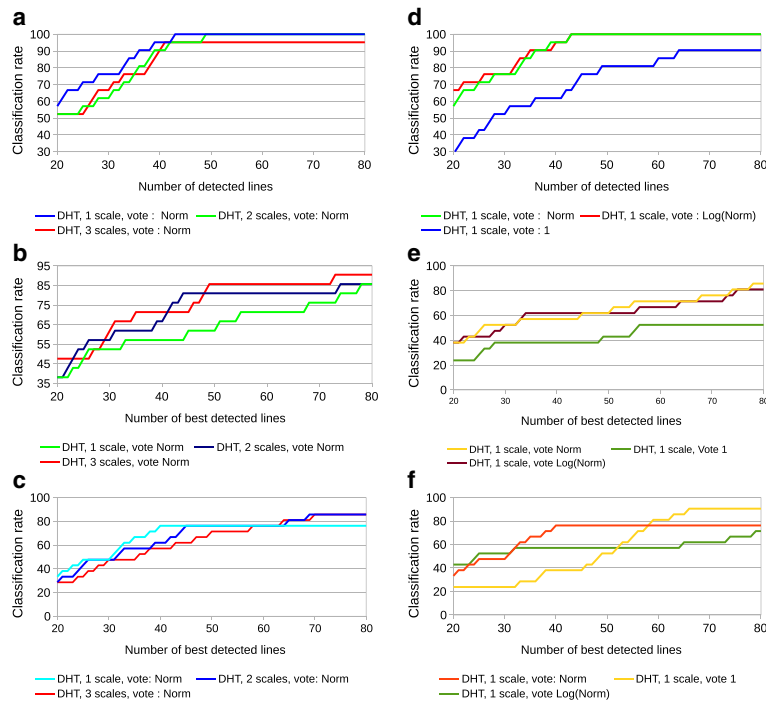 a
Classification rate
100
90
80
70
60
50
40
30
20 30 40 50 60 70 80
Number of detected lines
DHT, 1 scale, vote : Norm DHT, 2 scales, vote: Norm
DHT, 3 scales, vote : Norm
d
Classification rate
100
90
80
70
60
50
40
30
20 30 40 50 60 70 80
Number of detected lines
DHT, 1 scale, vote : Norm DHT, 1 scale, vote : Log(Norm)
DHT, 1 scale, vote : 1
b
Classification rate
95
85
75
65
55
45
35
20 30 40 50 60 70 80
Number of best detected lines
DHT, 1 scale, vote Norm DHT, 2 scales, vote Norm
DHT, 3 scales, vote Norm
e
Classification rate
100
80
60
40
20
0
20 30 40 50 60 70 80
Number of best detected lines
DHT, 1 scale, vote Norm DHT, 1 scale, Vote 1
DHT, 1 scale, vote Log(Norm)
c
Classification rate
100
80
60
40
20
0
20 30 40 50 60 70 80
Number of best detected lines
DHT, 1 scale, vote: Norm DHT, 2 scales, vote: Norm
DHT, 3 scales, vote : Norm
f
Classification rate
100
80
60
40
20
0
20 30 40 50 60 70 80
Number of best detected lines
DHT, 1 scale, vote: Norm DHT, 1 scale, vote 1
DHT, 1 scale, vote Log(Norm)